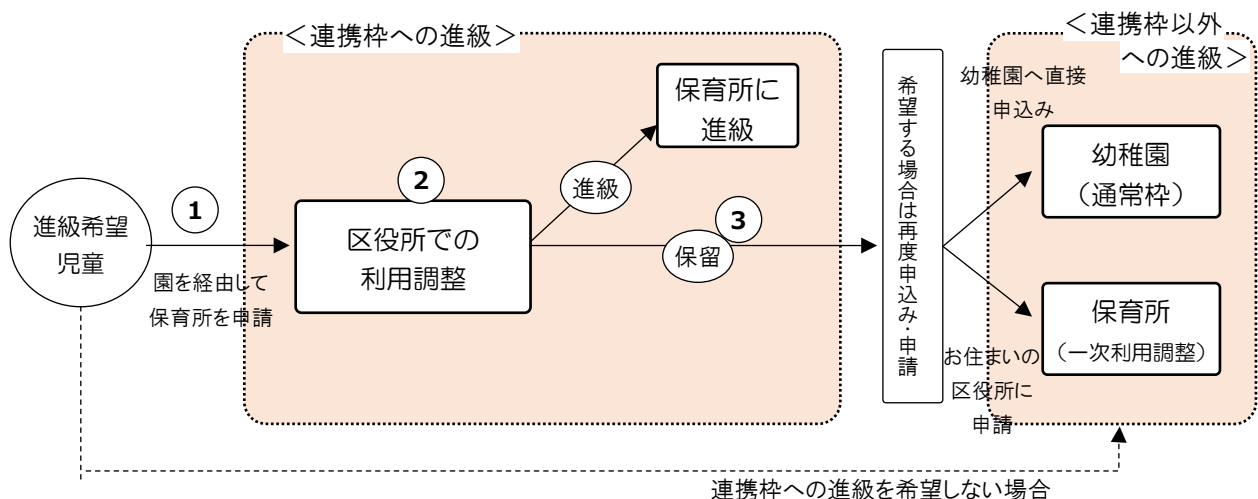 ＜連携枠への進級＞
＜連携枠以外
への進級＞
進級希望
児童
1
園を経由して
保育所を申請
2
区役所での
利用調整
進級
保育所に
進級
3
保留
希望する場合は再度申込み・申請
幼稚園へ直接
申込み
幼稚園
（通常枠）
お住まいの
区役所に
申請
保育所
（一次利用調整）
連携枠への進級を希望しない場合